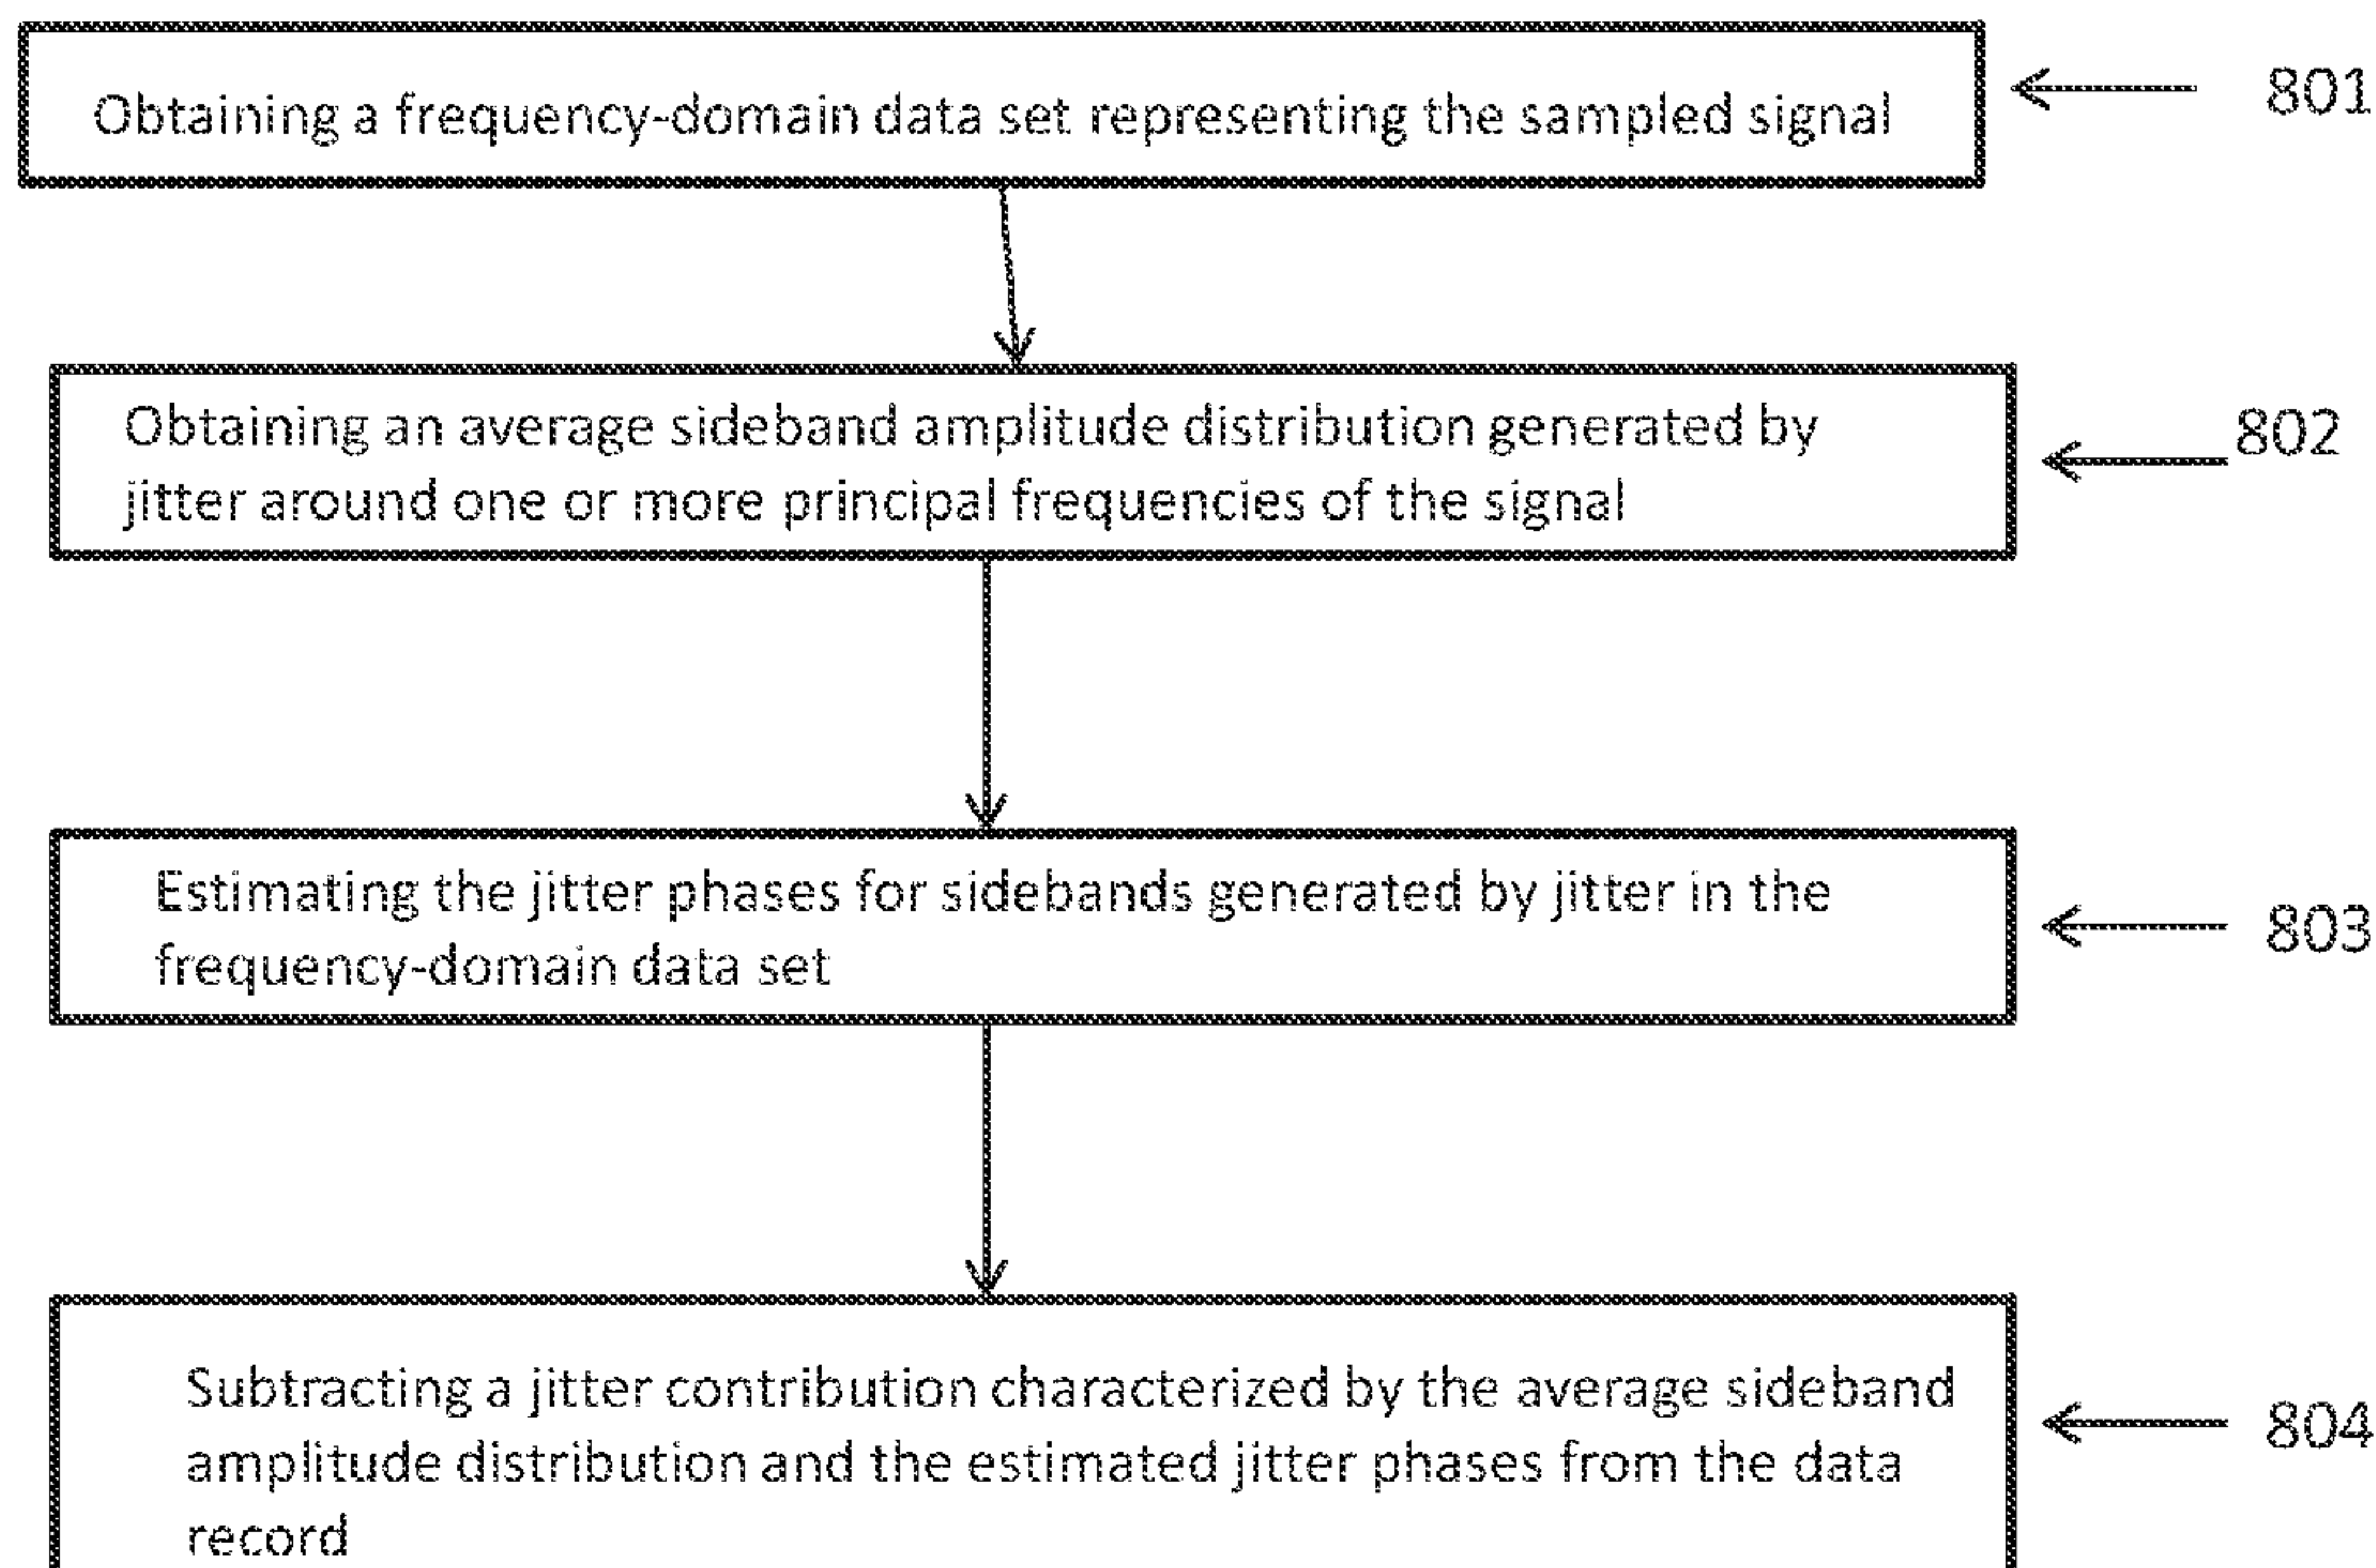 Obtaining a frequency-domain data set representing the sampled signal
801
Obtaining an average sideband amplitude distribution generated by
jitter around one or more principal frequencies of the signal
802
Estimating the jitter phases for sidebands generated by jitter in the
frequency-domain data set
803
Subtracting a jitter contribution characterized by the average sideband
amplitude distribution and the estimated jitter phases from the data
record
804